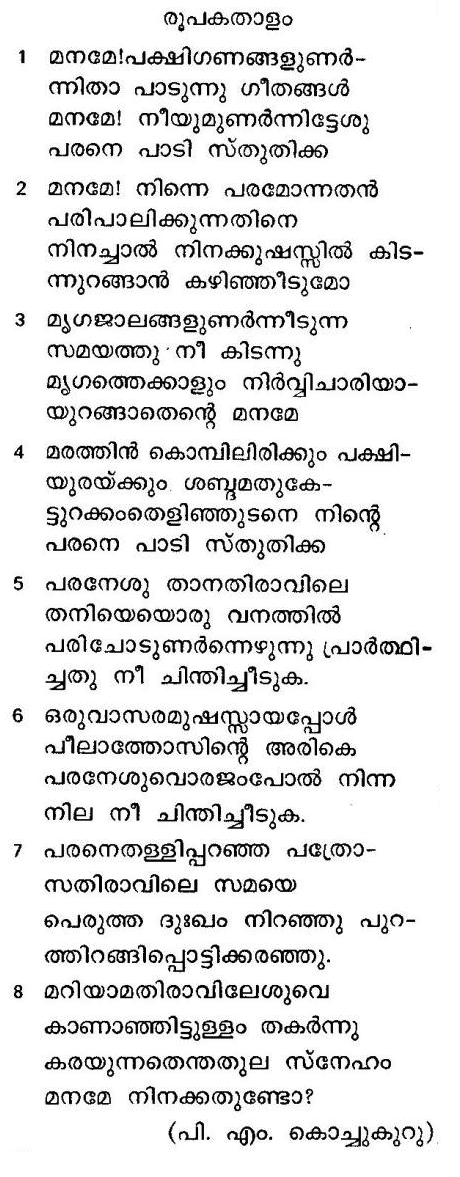 രൂപകതാളം
1 മനമേ!പക്ഷിഗണങ്ങളുണർ-
ന്നിതാ പാടുന്നു ഗീതങ്ങൾ
മനമേ! നീയുമുണർന്നിട്ടേശു
പരനെ പാടി സ്തുതിക്ക
2 മനമേ! നിന്നെ പരമോന്നതൻ
പരിപാലിക്കുന്നതിനെ
നിനച്ചാൽ നിനക്കുഷസ്സിൽ കിട-
ന്നുറങ്ങാൻ കഴിഞ്ഞീടുമോ
3 മൃഗജാലങ്ങളുണർന്നീടുന്ന
സമയത്തു നീ കിടന്നു
മൃഗത്തെക്കാളും നിർവ്വിചാരിയാ-
യുറങ്ങാതെന്റെ മനമേ
4 മരത്തിൻ കൊമ്പിലിരിക്കും പക്ഷി-
യുരയ്ക്കും ശബ്ദമതുകേ-
ട്ടുറക്കംതെളിഞ്ഞുടനെ നിന്റെ
പരനെ പാടി സ്തുതിക്ക
5 പരനേശു താനതിരാവിലെ
തനിയെയൊരു വനത്തിൽ
പരിചോടുണർന്നെഴുന്നു പ്രാർത്ഥി-
ച്ചതു നീ ചിന്തിച്ചീടുക.
6 ഒരുവാസരമുഷസ്സായപ്പോൾ
പീലാത്തോസിന്റെ അരികെ
പരനേശുവൊരജംപോൽ നിന്ന
നില നീ ചിന്തിച്ചീടുക.
7 പരനെതള്ളിപ്പറഞ്ഞ പത്രോ-
സതിരാവിലെ സമയെ
പെരുത്ത ദുഃഖം നിറഞ്ഞു പുറ-
ത്തിറങ്ങിപ്പൊട്ടിക്കരഞ്ഞു.
8 മറിയാമതിരാവിലേശുവെ
കാണാഞ്ഞിട്ടുള്ളം തകർന്നു
കരയുന്നതെന്തതുല സ്നേഹം
മനമേ നിനക്കതുണ്ടോ?
(പി. എം. കൊച്ചുകുറു)